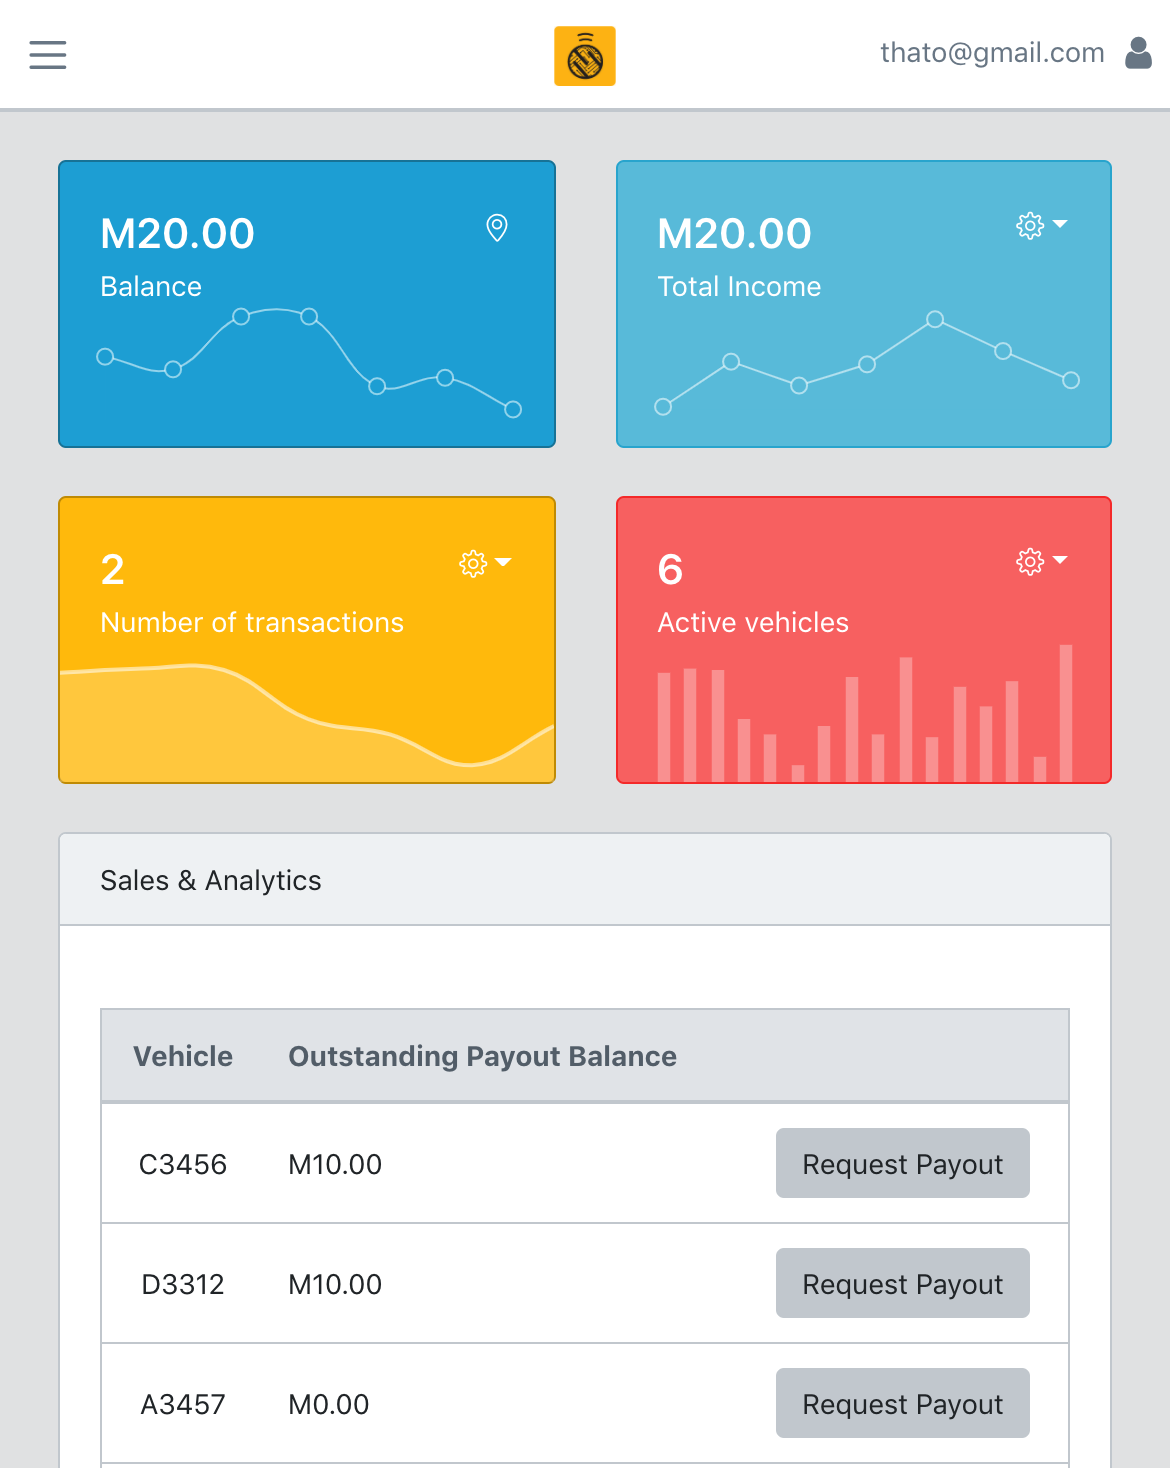 thato@gmail.com
M20.00
Balance
M20.00
Total Income
2
Number of transactions
6
Active vehicles
Sales & Analytics
Vehicle Outstanding Payout Balance
C3456 M10.00 Request Payout
D3312 M10.00 Request Payout
A3457 M0.00 Request Payout